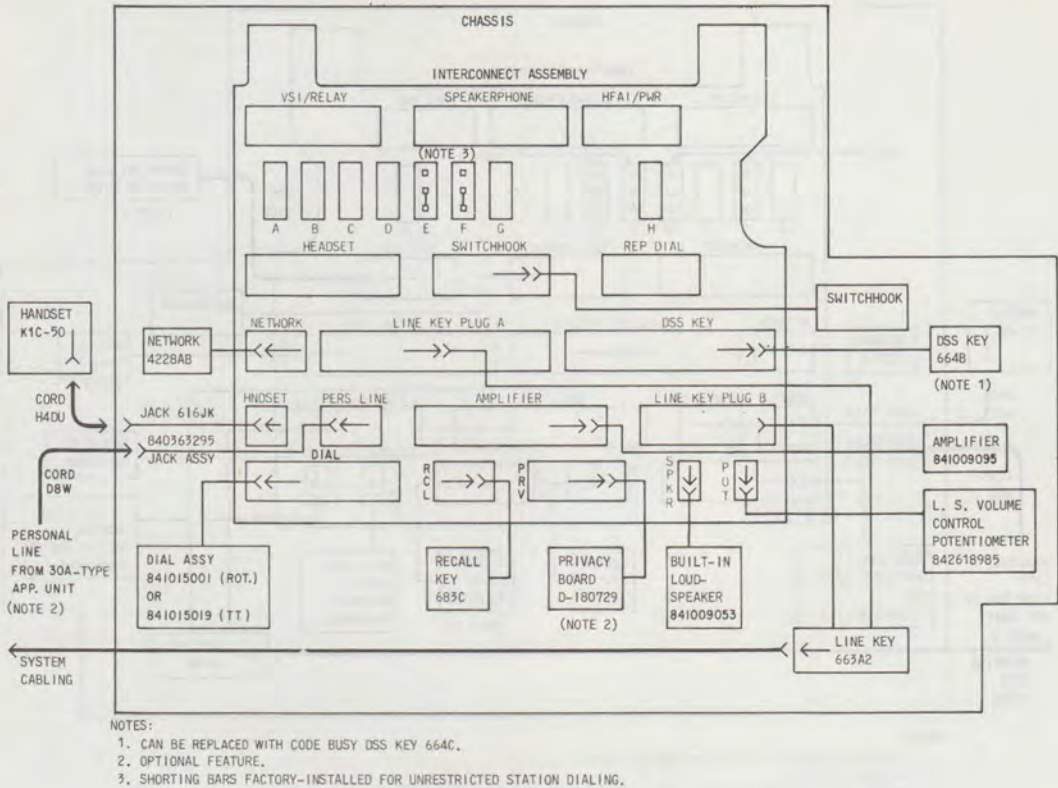 CHASSIS
INTERCONNECT ASSEMBLY
VSI/RELAY
SPEAKERPHONE
HFAI/PWR
(NOTE 3)
A
B
C
D
E
F
G
H
HEADSET
SWITCHHOOK
REP DIAL
HANDSET
K1C-50
SWITCHHOOK
NETWORK
4228AB
NETWORK
LINE KEY PLUG A
DSS KEY
DSS KEY
664B
(NOTE 1)
CORD
H4DU
JACK 616JK
HNDSET
PERS LINE
AMPLIFIER
LINE KEY PLUG B
840363295
JACK ASSY
AMPLIFIER
841009095
CORD
D8W
DIAL
RCL
PRV
SPKR
POT
L. S. VOLUME
CONTROL
POTENTIOMETER
842618985
PERSONAL
LINE
FROM 30A-TYPE
APP. UNIT
(NOTE 2)
DIAL ASSY
841015001 (ROT.)
OR
841015019 (TT)
RECALL
KEY
683C
PRIVACY
BOARD
D-180729
(NOTE 2)
BUILT-IN
LOUD-
SPEAKER
841009053
LINE KEY
663A2
SYSTEM
CABLING
NOTES:
1. CAN BE REPLACED WITH CODE BUSY DSS KEY 664C.
2. OPTIONAL FEATURE.
3. SHORTING BARS FACTORY-INSTALLED FOR UNRESTRICTED STATION DIALING.